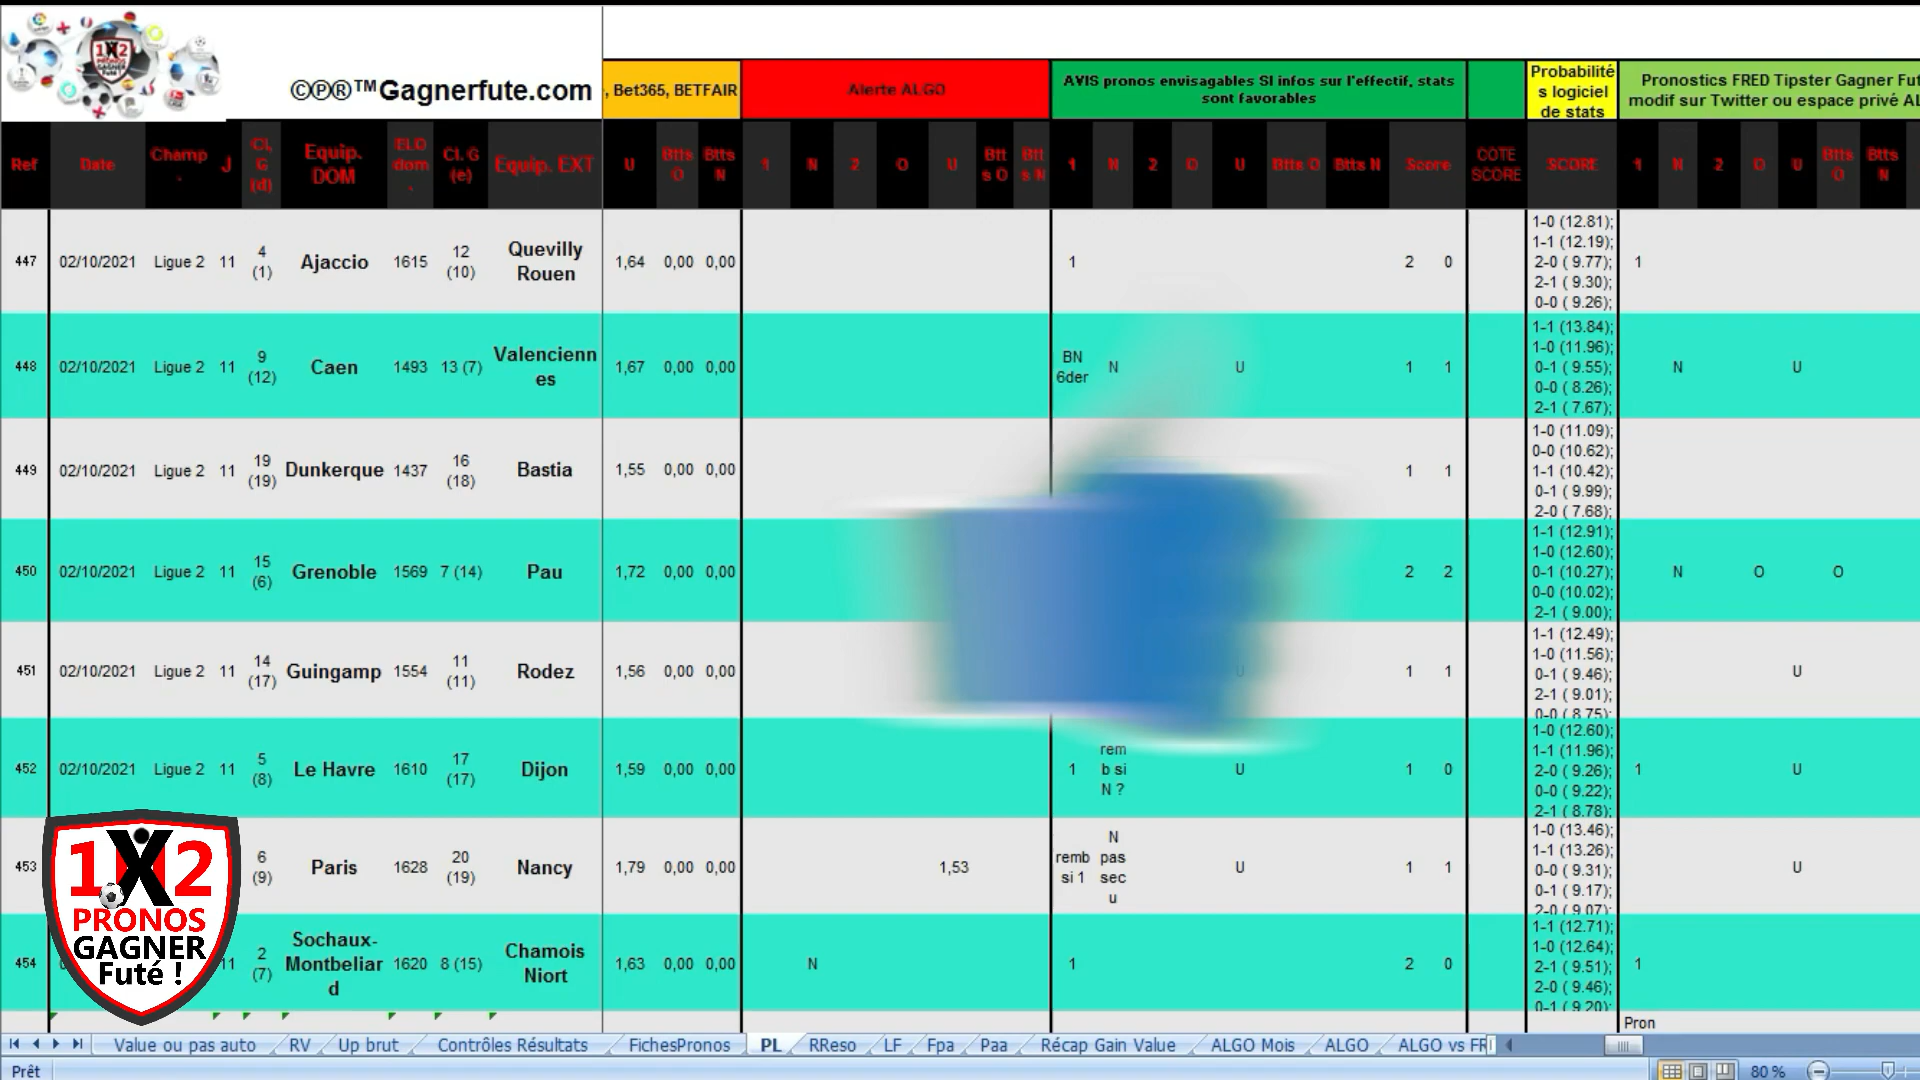 1X2
PRONOS
GAGNER
Futé !
©℗®™Gagnerfute.com
, Bet365, BETFAIR
Alerte ALGO
AVIS pronos envisagables SI infos sur l'effectif, stats
sont favorables
Probabilité
s logiciel
de stats
Pronostics FRED Tipster Gagner Fut
modif sur Twitter ou espace privé AL
Ref Date Champ. J Cl. G (d) Equip. DOM ELO dom. Cl. G (e) Equip. EXT U Btts O Btts N 1 N 2 O U Btts O Btts N 1 N 2 O U Btts O Btts N Score COTE SCORE SCORE 1 N 2 O U Btts O Btts N
447 02/10/2021 Ligue 2 11 4 (1) Ajaccio 1615 12 (10) Quevilly Rouen 1,64 0,00 0,00 1 2 0 1-0 (12.81); 1-1 (12.19); 2-0 ( 9.77); 2-1 ( 9.30); 0-0 ( 9.26); 1
448 02/10/2021 Ligue 2 11 9 (12) Caen 1493 13 (7) Valenciennes 1,67 0,00 0,00 BN 6der N U 1 1 1-1 (13.84); 1-0 (11.96); 0-1 ( 9.55); 0-0 ( 8.26); 2-1 ( 7.67); N U
449 02/10/2021 Ligue 2 11 19 (19) Dunkerque 1437 16 (18) Bastia 1,55 0,00 0,00 1 1 1-0 (11.09); 0-0 (10.62); 1-1 (10.42); 0-1 ( 9.99); 2-0 ( 7.68);
450 02/10/2021 Ligue 2 11 15 (6) Grenoble 1569 7 (14) Pau 1,72 0,00 0,00 2 2 1-1 (12.91); 1-0 (12.60); 0-1 (10.27); 0-0 (10.02); 2-1 ( 9.00); N O O
451 02/10/2021 Ligue 2 11 14 (17) Guingamp 1554 11 (11) Rodez 1,56 0,00 0,00 U 1 1 1-1 (12.49); 1-0 (11.56); 0-1 ( 9.46); 2-1 ( 9.01); 0-0 ( 8.75); U
452 02/10/2021 Ligue 2 11 5 (8) Le Havre 1610 17 (17) Dijon 1,59 0,00 0,00 1 rem b si N ? U 1 0 1-0 (12.60); 1-1 (11.96); 2-0 ( 9.26); 0-0 ( 9.22); 2-1 ( 8.78); 1 U
453 6 (9) Paris 1628 20 (19) Nancy 1,79 0,00 0,00 1,53 remb si 1 N pas sec u U 1 1 1-0 (13.46); 1-1 (13.26); 0-0 ( 9.31); 0-1 ( 9.17); 2-0 ( 9.07); U
454 11 2 (7) Sochaux-Montbeliard 1620 8 (15) Chamois Niort 1,63 0,00 0,00 N 1 2 0 1-1 (12.71); 1-0 (12.64); 2-1 ( 9.51); 2-0 ( 9.46); 0-1 ( 9.20); 1
1X2
PRONOS
GAGNER
Futé !
Pron
Value ou pas auto RV Up brut Contrôles Résultats FichesPronos PL RReso LF Fpa Paa Récap Gain Value ALGO Mois ALGO ALGO vs FR
Prêt 80 %